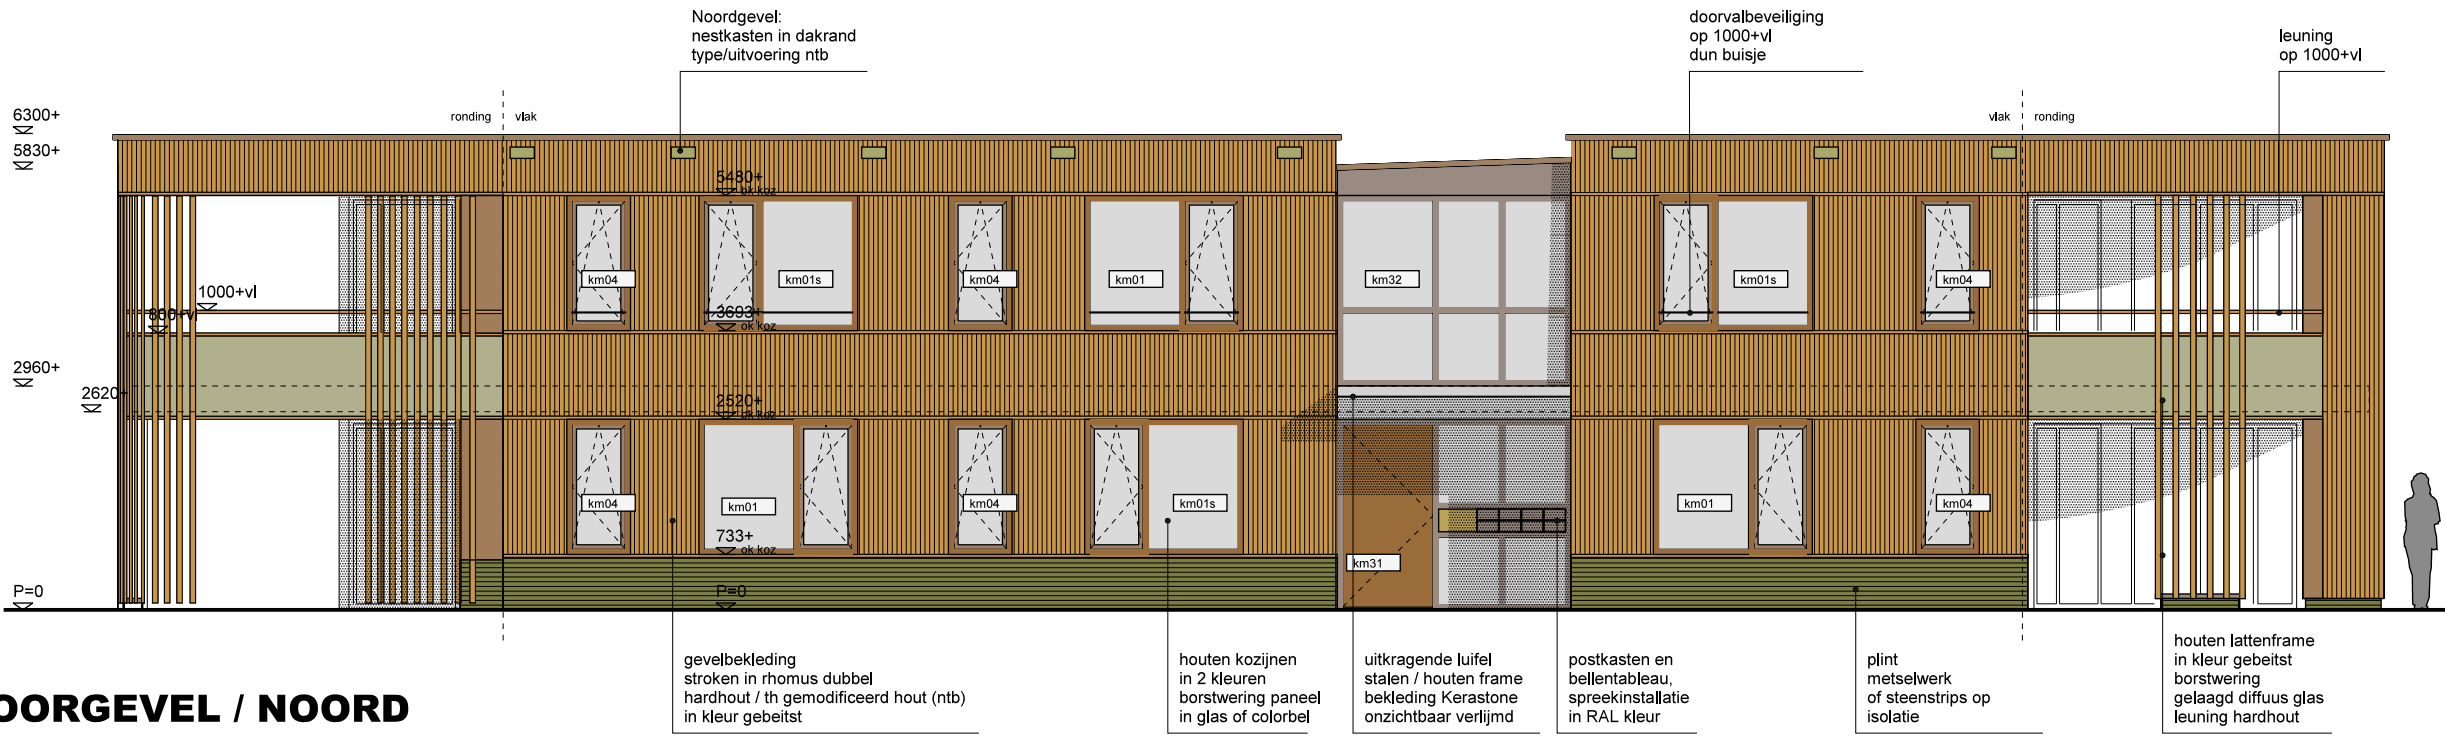 Noordgevel:
nestkasten in dakrand
type/uitvoering ntb
doorvalbeveiliging
op 1000+vl
dun buisje
leuning
op 1000+vl
6300+
5830+
ronding
vlak
vlak
ronding
5480+
ok koz
km04
km01s
km04
km01
km32
km01s
km04
1000+vl
800+vl
3693+
ok koz
2960+
2620+
2520+
ok koz
km04
km01
km04
km01s
km01
km04
733+
ok koz
km31
P=0
P=0
gevelbekleding
stroken in rhomus dubbel
hardhout / th gemodificeerd hout (ntb)
in kleur gebeitst
houten kozijnen
in 2 kleuren
borstwering paneel
in glas of colorbel
uitkragende luifel
stalen / houten frame
bekleding Kerastone
onzichtbaar verlijmd
postkasten en
bellentableau,
spreekinstallatie
in RAL kleur
plint
metselwerk
of steenstrips op
isolatie
houten lattenframe
in kleur gebeitst
borstwering
gelaagd diffuus glas
leuning hardhout
OORGEVEL / NOORD